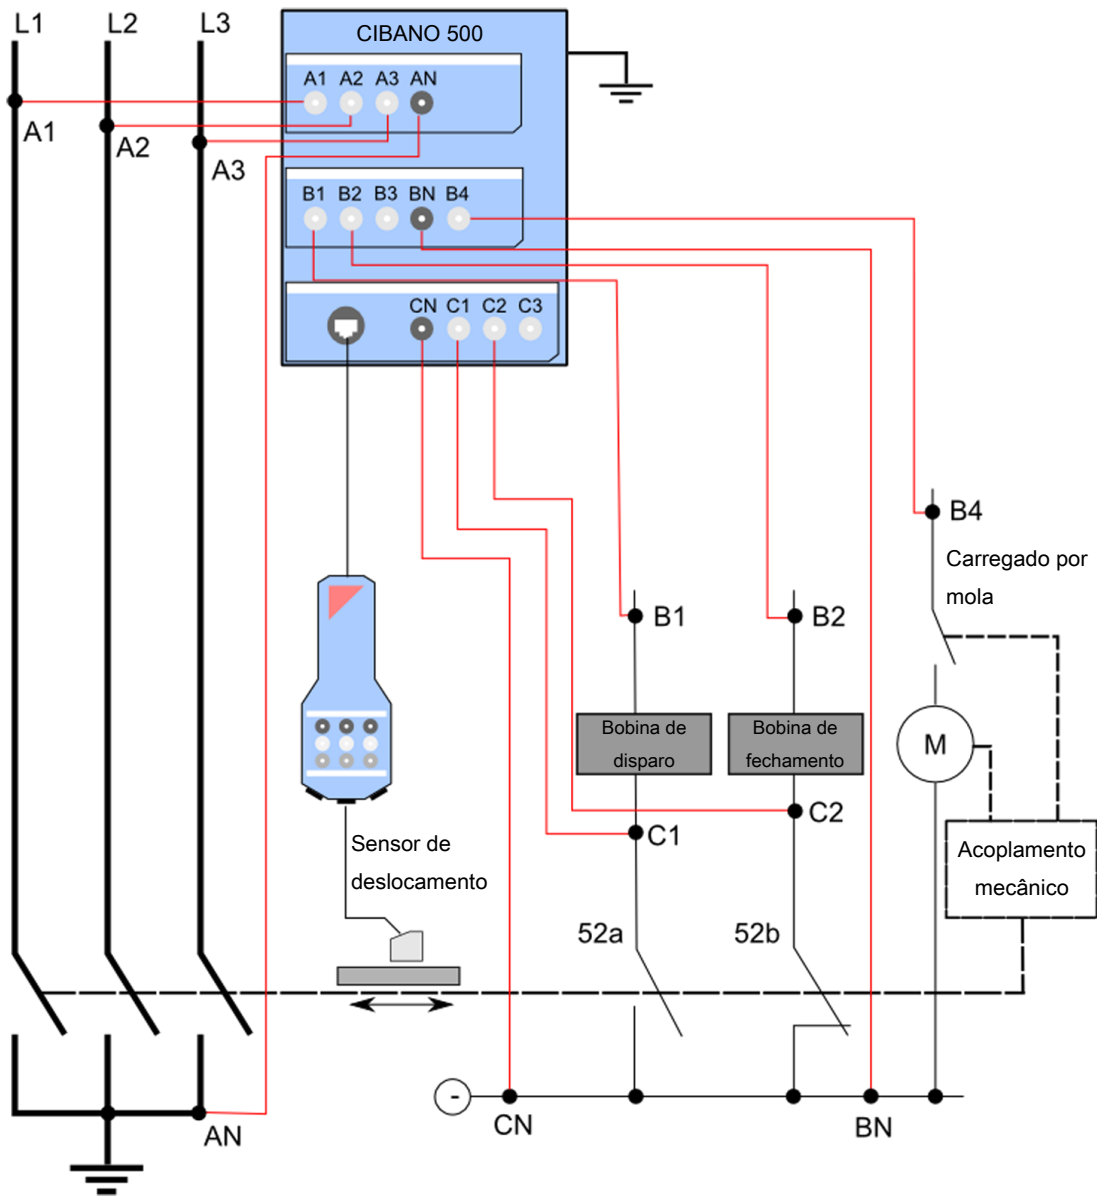 L1 L2 L3
CIBANO 500
A1 A2 A3 AN
A1
A2
A3
B1 B2 B3 BN B4
CN C1 C2 C3
B4
Carregado por
mola
B1
B2
Bobina de
disparo
Bobina de
fechamento
M
C2
C1
Sensor de
deslocamento
Acoplamento
mecânico
52a
52b
-
CN
BN
AN